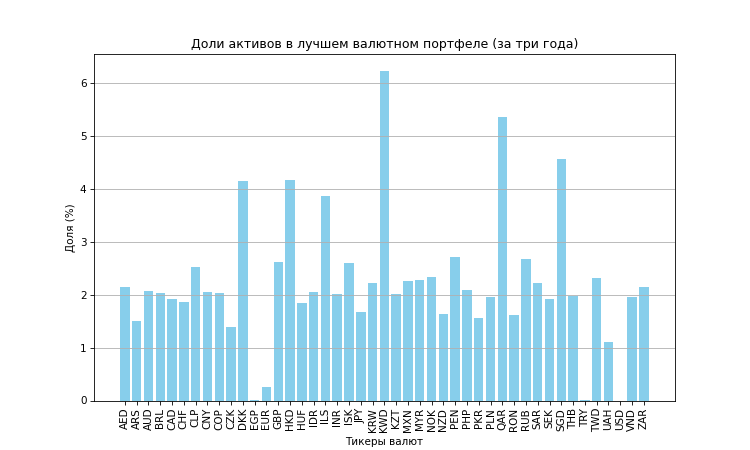 Доли активов в лучшем валютном портфеле (за три года)
Доля (%)
6
5
4
3
2
1
0
AED ARS AUD BRL CAD CHF CLP CNY COP CZK DKK EGP EUR GBP HKD HUF IDR ILS INR ISK JPY KRW KWD KZT MXN MYR NOK NZD PEN PHP PKR PLN QAR RON RUB SAR SEK SGD THB TRY TWD UAH USD VND ZAR
Тикеры валют